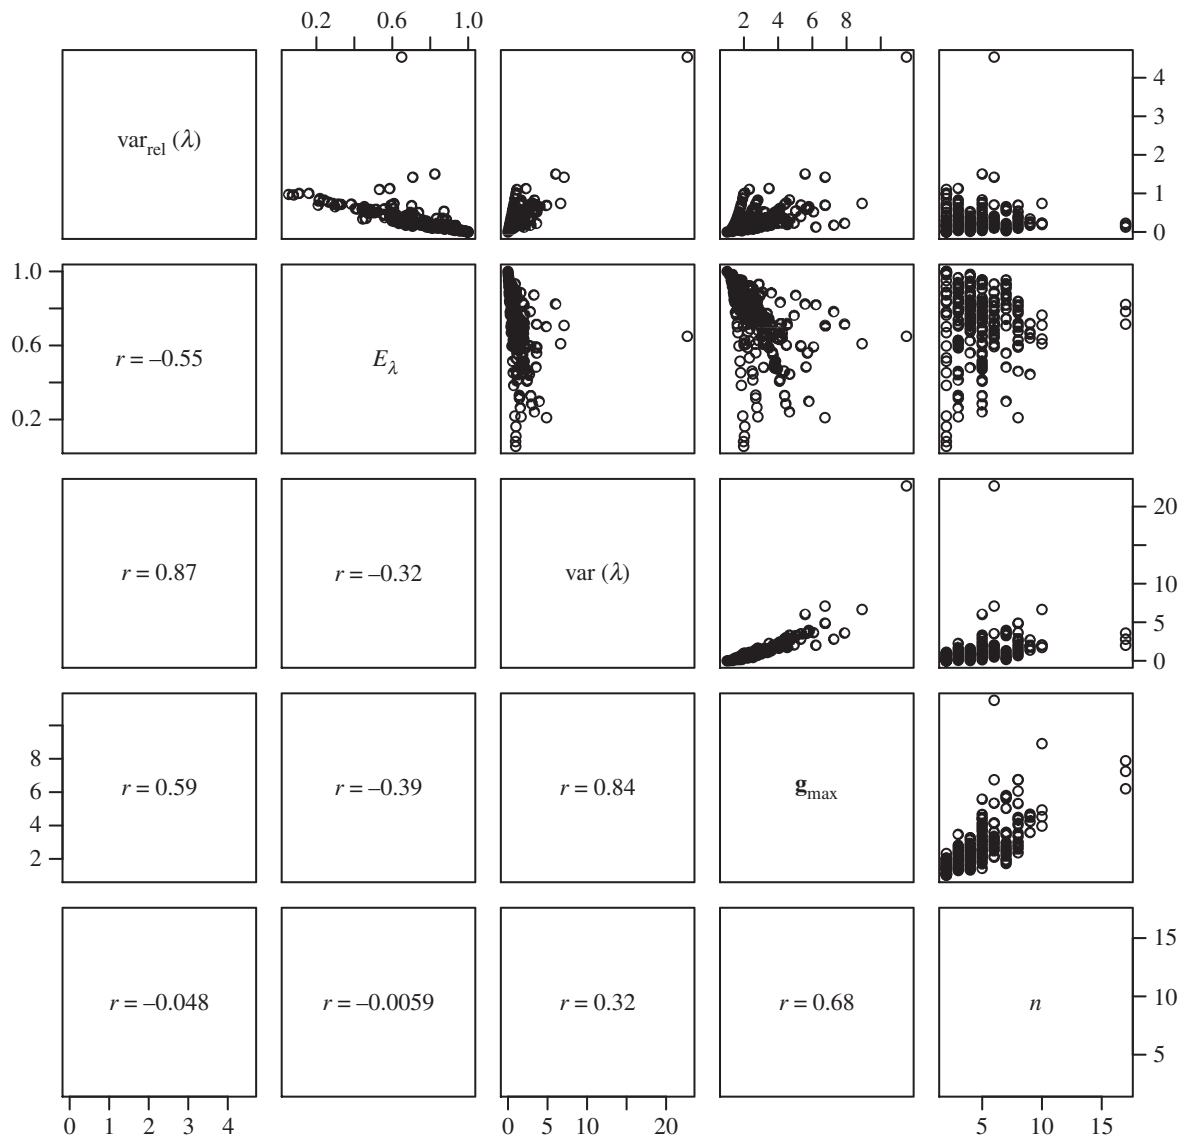 0.2 0.6 1.0 2 4 6 8
var_rel (λ)
4
3
2
1
0
1.0
0.6
0.2
r = –0.55
E_λ
r = 0.87
r = –0.32
var (λ)
20
15
10
5
0
8
6
4
2
r = 0.59
r = –0.39
r = 0.84
g_max
r = –0.048
r = –0.0059
r = 0.32
r = 0.68
n
15
10
5
0 1 2 3 4 0 5 10 20 5 10 15